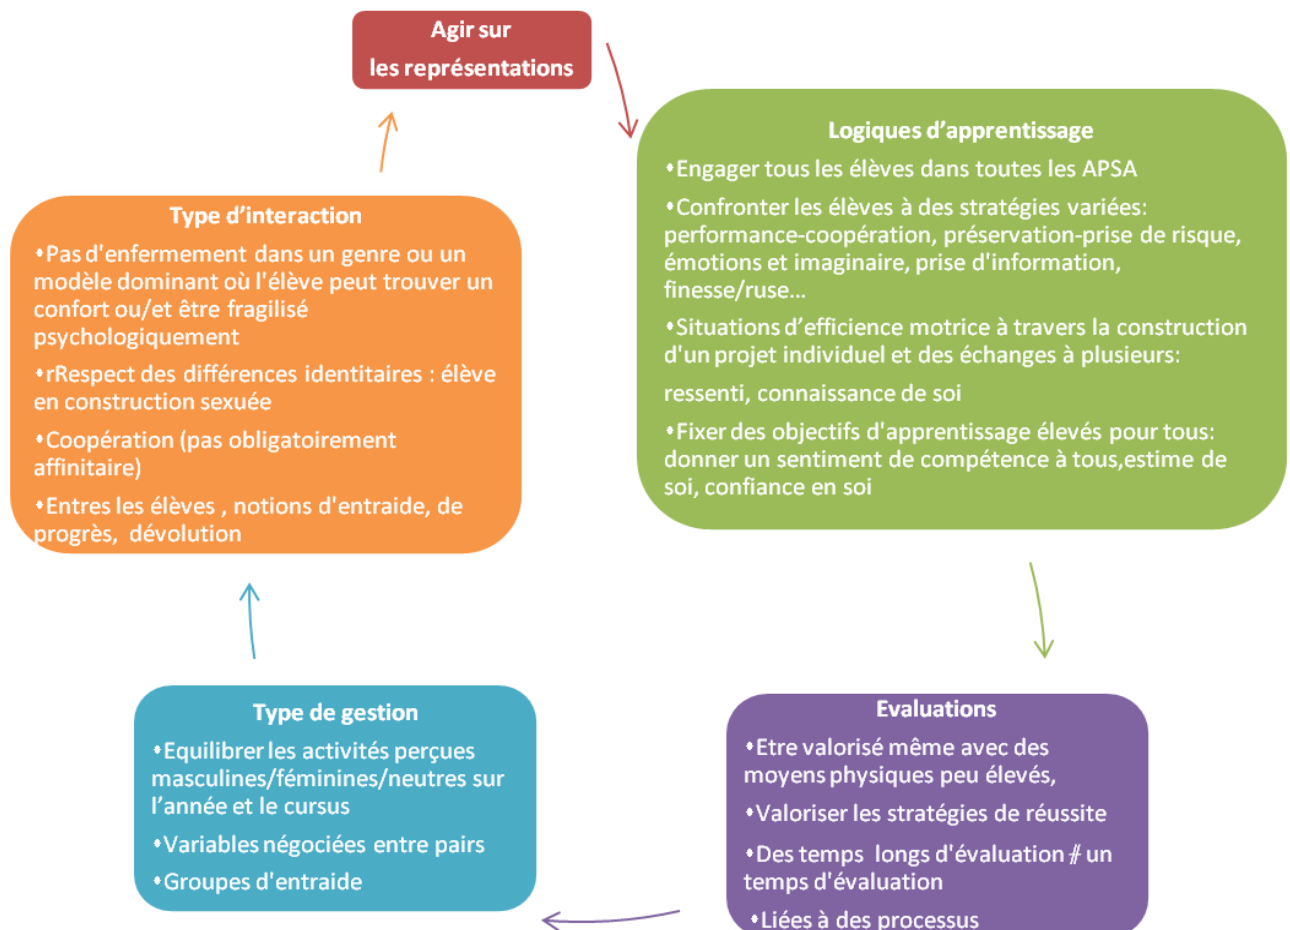 Agir sur
les représentations
Logiques d'apprentissage
•Engager tous les élèves dans toutes les APSA
•Confronter les élèves à des stratégies variées:
performance-coopération, préservation-prise de risque,
émotions et imaginaire, prise d'information,
finesse/ruse...
•Situations d'efficience motrice à travers la construction
d'un projet individuel et des échanges à plusieurs:
ressenti, connaissance de soi
•Fixer des objectifs d'apprentissage élevés pour tous:
donner un sentiment de compétence à tous,estime de
soi, confiance en soi
Evaluations
•Etre valorisé même avec des
moyens physiques peu élevés,
•Valoriser les stratégies de réussite
•Des temps longs d'évaluation # un
temps d'évaluation
•Liées à des processus
Type de gestion
•Equilibrer les activités perçues
masculines/féminines/neutres sur
l'année et le cursus
•Variables négociées entre pairs
•Groupes d'entraide
Type d'interaction
•Pas d'enfermement dans un genre ou un
modèle dominant où l'élève peut trouver un
confort ou/et être fragilisé
psychologiquement
•rRespect des différences identitaires : élève
en construction sexuée
•Coopération (pas obligatoirement
affinitaire)
•Entres les élèves , notions d'entraide, de
progrès, dévolution